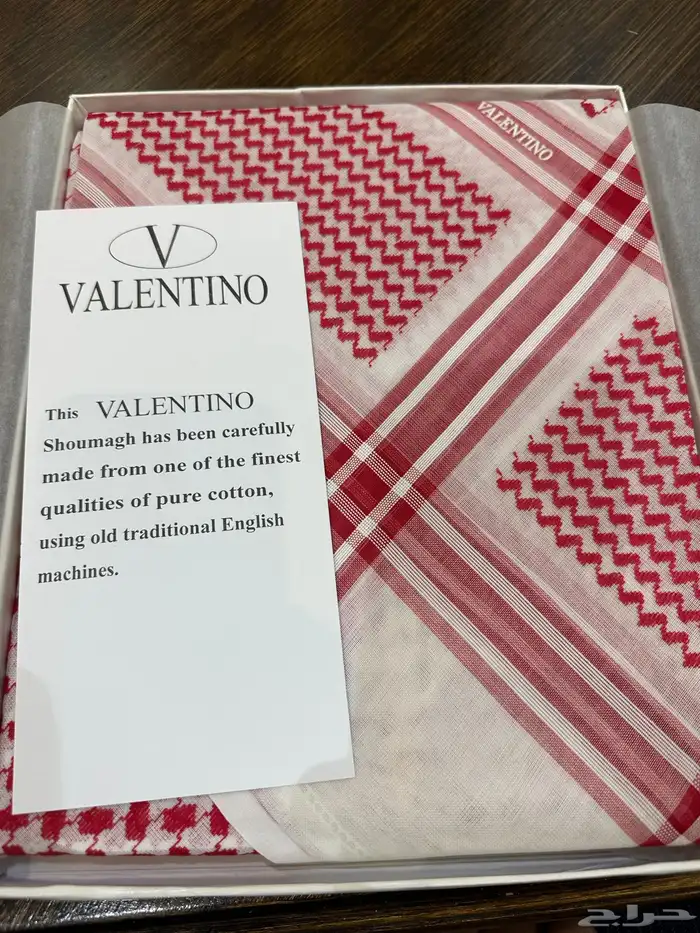 VALENTINO
V
VALENTINO
This VALENTINO
Shoumagh has been carefully
made from one of the finest
qualities of pure cotton,
using old traditional English
machines.
حراج